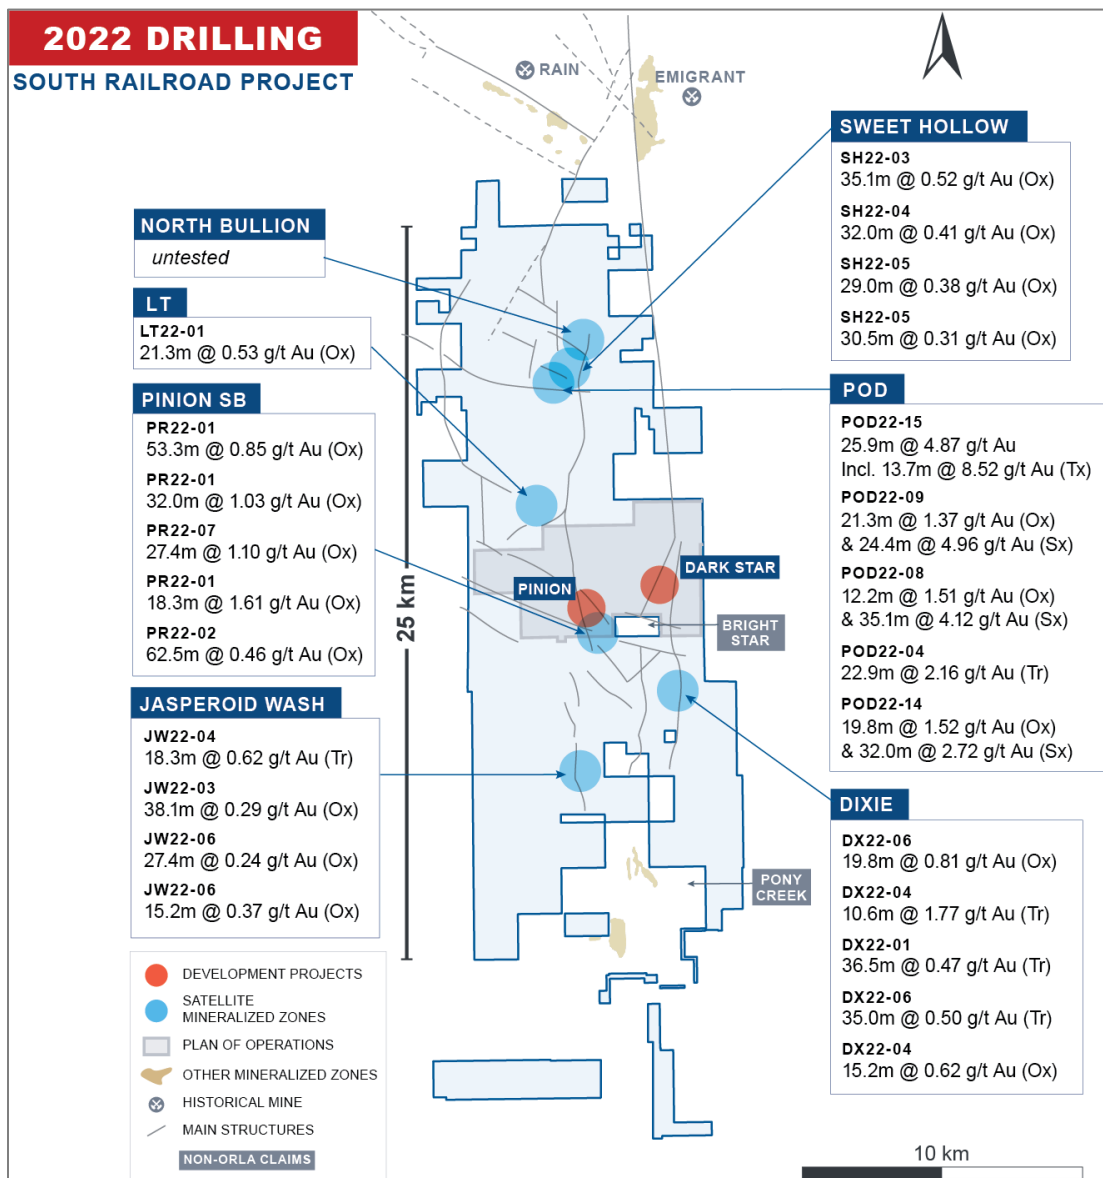 2022 DRILLING
SOUTH RAILROAD PROJECT
RAIN
EMIGRANT
NORTH BULLION
untested
LT
LT22-01
21.3m @ 0.53 g/t Au (Ox)
PINION SB
PR22-01
53.3m @ 0.85 g/t Au (Ox)
PR22-01
32.0m @ 1.03 g/t Au (Ox)
PR22-07
27.4m @ 1.10 g/t Au (Ox)
PR22-01
18.3m @ 1.61 g/t Au (Ox)
PR22-02
62.5m @ 0.46 g/t Au (Ox)
JASPEROID WASH
JW22-04
18.3m @ 0.62 g/t Au (Tr)
JW22-03
38.1m @ 0.29 g/t Au (Ox)
JW22-06
27.4m @ 0.24 g/t Au (Ox)
JW22-06
15.2m @ 0.37 g/t Au (Ox)
DEVELOPMENT PROJECTS
SATELLITE
MINERALIZED ZONES
PLAN OF OPERATIONS
OTHER MINERALIZED ZONES
HISTORICAL MINE
MAIN STRUCTURES
NON-ORLA CLAIMS
25 km
PINION
DARK STAR
BRIGHT
STAR
PONY
CREEK
SWEET HOLLOW
SH22-03
35.1m @ 0.52 g/t Au (Ox)
SH22-04
32.0m @ 0.41 g/t Au (Ox)
SH22-05
29.0m @ 0.38 g/t Au (Ox)
SH22-05
30.5m @ 0.31 g/t Au (Ox)
POD
POD22-15
25.9m @ 4.87 g/t Au
Incl. 13.7m @ 8.52 g/t Au (Tx)
POD22-09
21.3m @ 1.37 g/t Au (Ox)
& 24.4m @ 4.96 g/t Au (Sx)
POD22-08
12.2m @ 1.51 g/t Au (Ox)
& 35.1m @ 4.12 g/t Au (Sx)
POD22-04
22.9m @ 2.16 g/t Au (Tr)
POD22-14
19.8m @ 1.52 g/t Au (Ox)
& 32.0m @ 2.72 g/t Au (Sx)
DIXIE
DX22-06
19.8m @ 0.81 g/t Au (Ox)
DX22-04
10.6m @ 1.77 g/t Au (Tr)
DX22-01
36.5m @ 0.47 g/t Au (Tr)
DX22-06
35.0m @ 0.50 g/t Au (Tr)
DX22-04
15.2m @ 0.62 g/t Au (Ox)
10 km